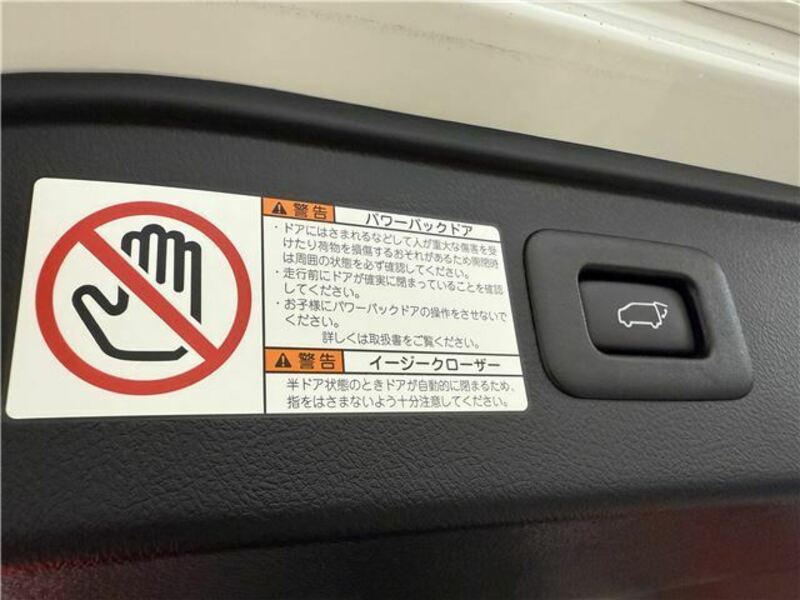 警告 パワーバックドア
・ドアにはさまれるなどして人が重大な傷害を受
けたり荷物を損傷するおそれがあるため開閉時
は周囲の状態を必ず確認してください。
・走行前にドアが確実に閉まっていることを確認
してください。
・お子様にパワーバックドアの操作をさせないで
ください。
詳しくは取扱書をご覧ください。
警告 イージークローザー
半ドア状態のときドアが自動的に閉まるため、
指をはさまないよう十分注意してください。